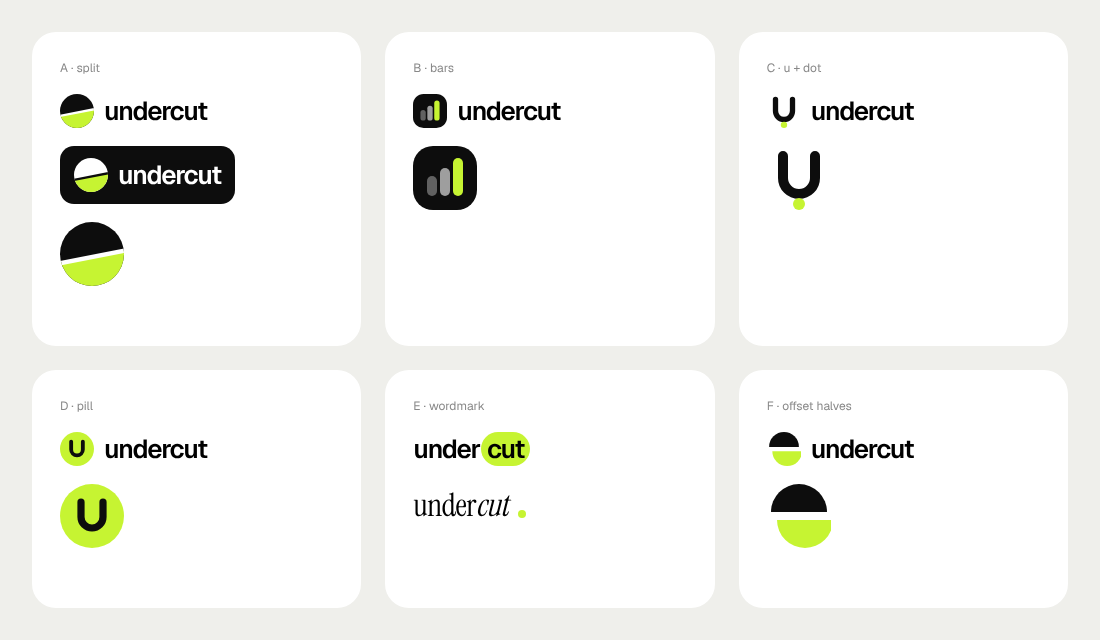 A · split
undercut
undercut
B · bars
undercut
C · u + dot
undercut
D · pill
U undercut
U
E · wordmark
undercut
undercut.
F · offset halves
undercut